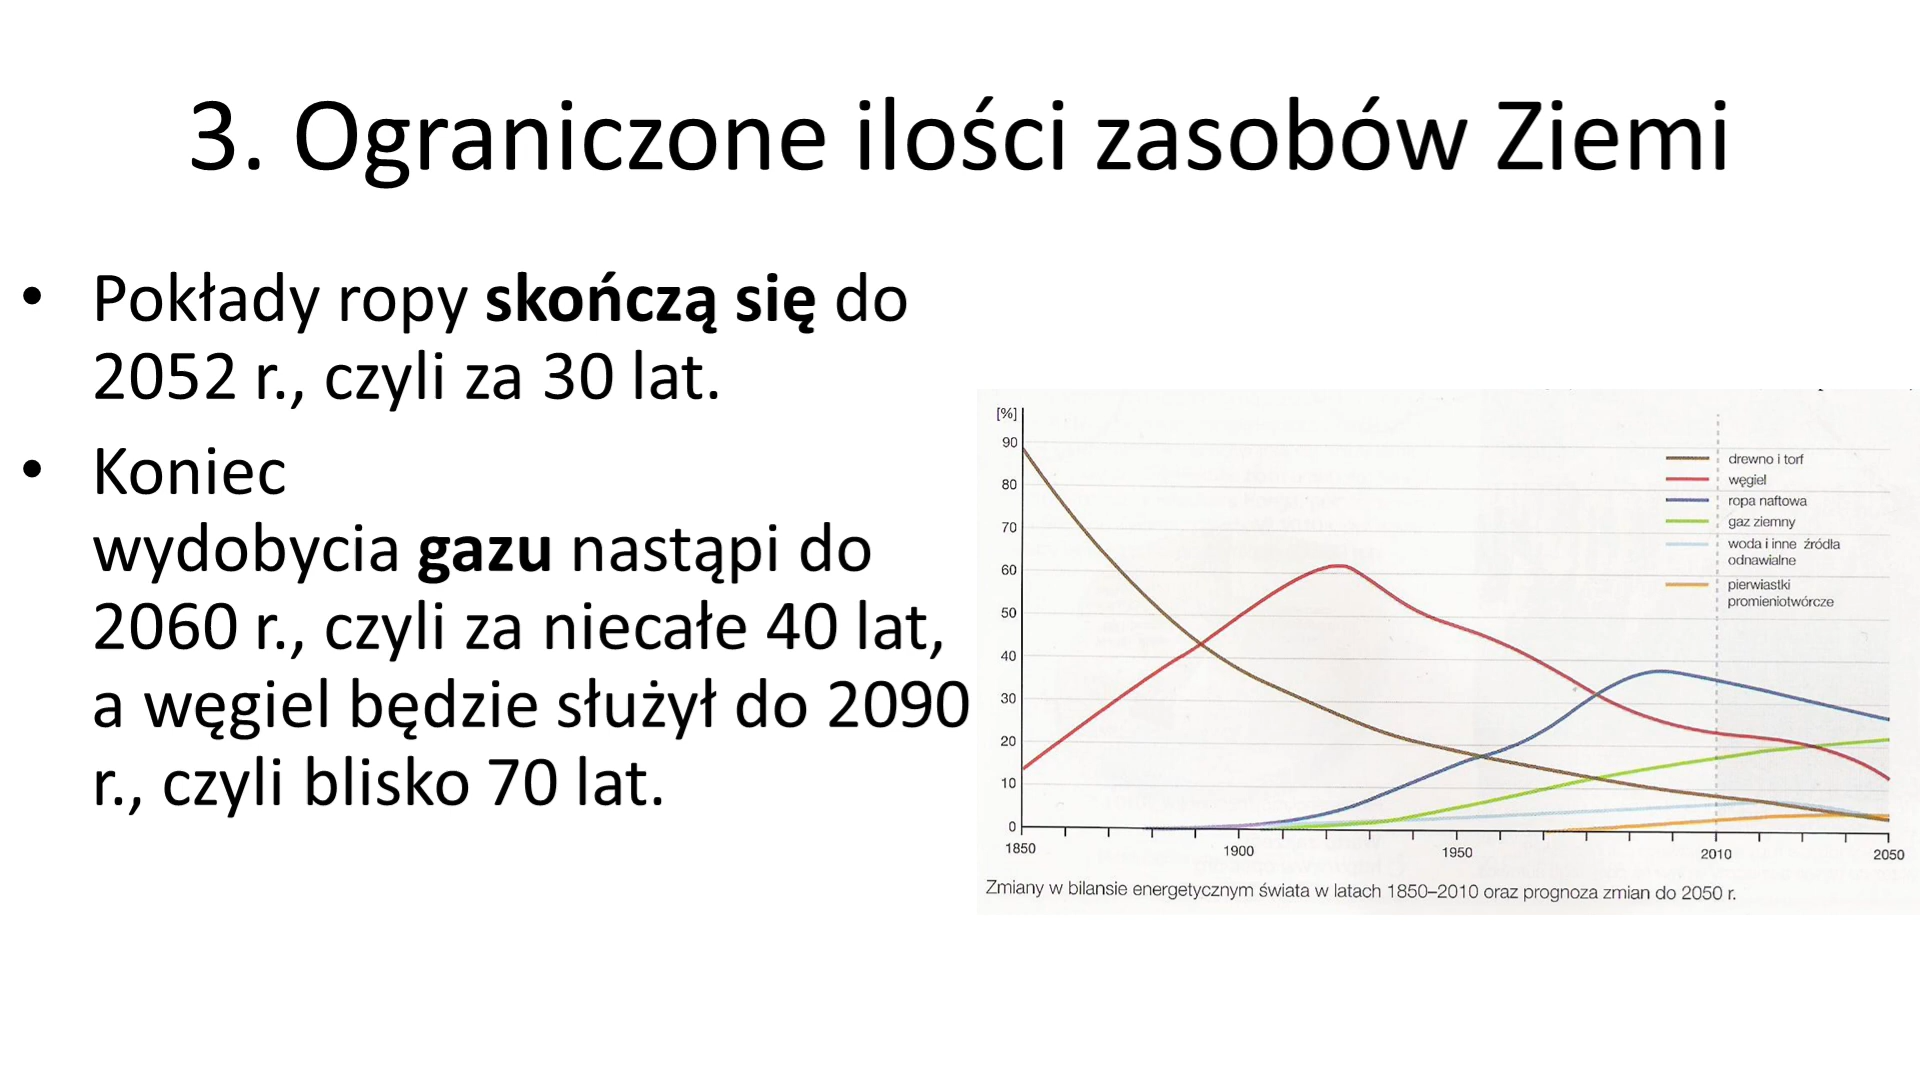 3. Ograniczone ilości zasobów Ziemi
• Pokłady ropy skończą się do
2052 r., czyli za 30 lat.
• Koniec
wydobycia gazu nastąpi do
2060 r., czyli za niecałe 40 lat,
a węgiel będzie służył do 2090
r., czyli blisko 70 lat.
[%]
90
80
70
60
50
40
30
20
10
0
1850
1900
1950
2010
2050
drewno i torf
węgiel
ropa naftowa
gaz ziemny
woda i inne źródła
odnawialne
pierwiastki
promieniotwórcze
Zmiany w bilansie energetycznym świata w latach 1850–2010 oraz prognoza zmian do 2050 r.